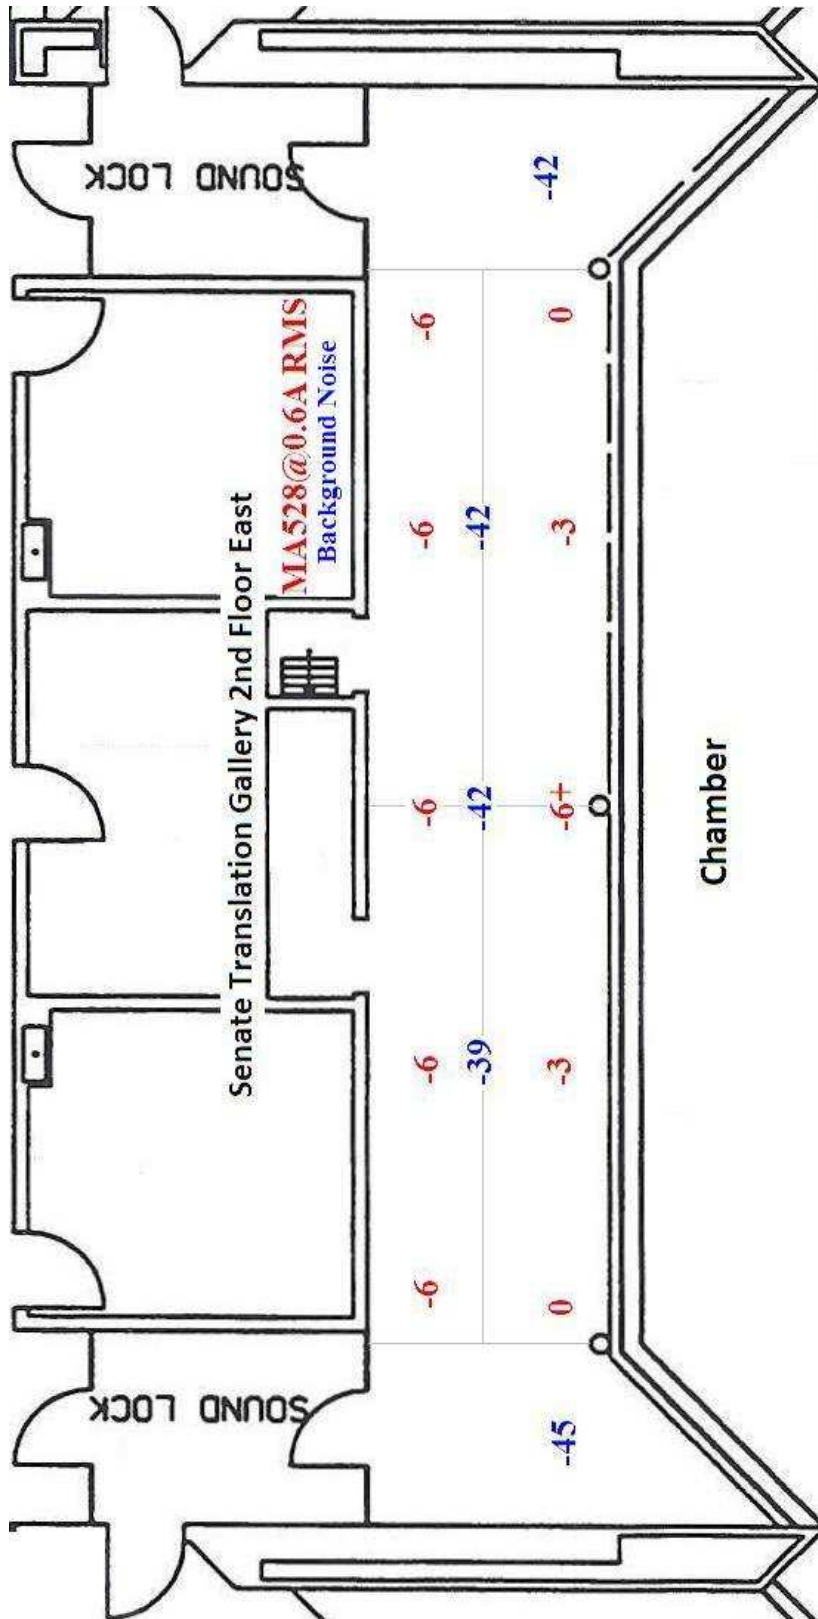 SOUND LOCK
-42
MA528@0.6A RMS
Background Noise
-6
0
Senate Translation Gallery 2nd Floor East
-6
-42
-3
-6
-42
-6+
Chamber
-6
-39
-3
-6
0
SOUND LOCK
-45